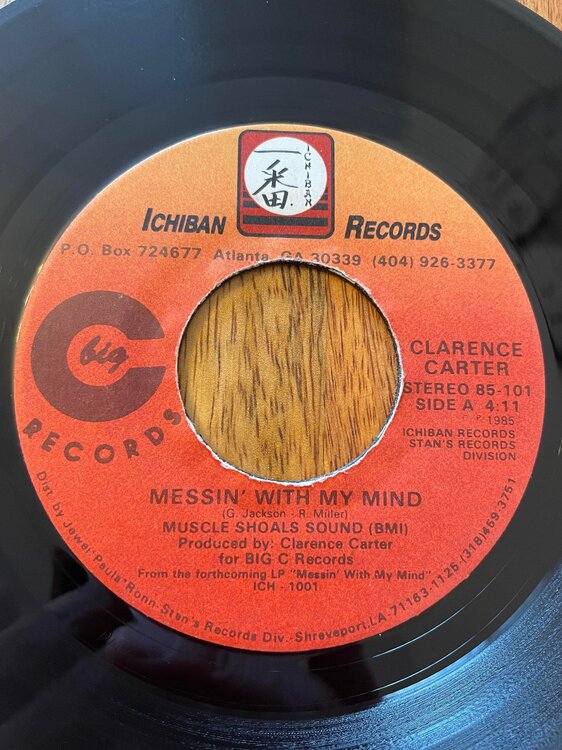 一番
ICHIBAN
ICHIBAN RECORDS
P.O. Box 724677 Atlanta, GA 30339 (404) 926-3377
big C
RECORDS
CLARENCE
CARTER
STEREO 85-101
SIDE A 4:11
℗ 1985
ICHIBAN RECORDS
STAN'S RECORDS
DIVISION
MESSIN' WITH MY MIND
(G. Jackson - R. Miller)
MUSCLE SHOALS SOUND (BMI)
Produced by: Clarence Carter
for BIG C Records
From the forthcoming LP "Messin' With My Mind"
ICH - 1001
Dist. by Jewel-Paula-Ronn-Stan's Records Div.-Shreveport, LA. 71163-1126 (318) 469-3751